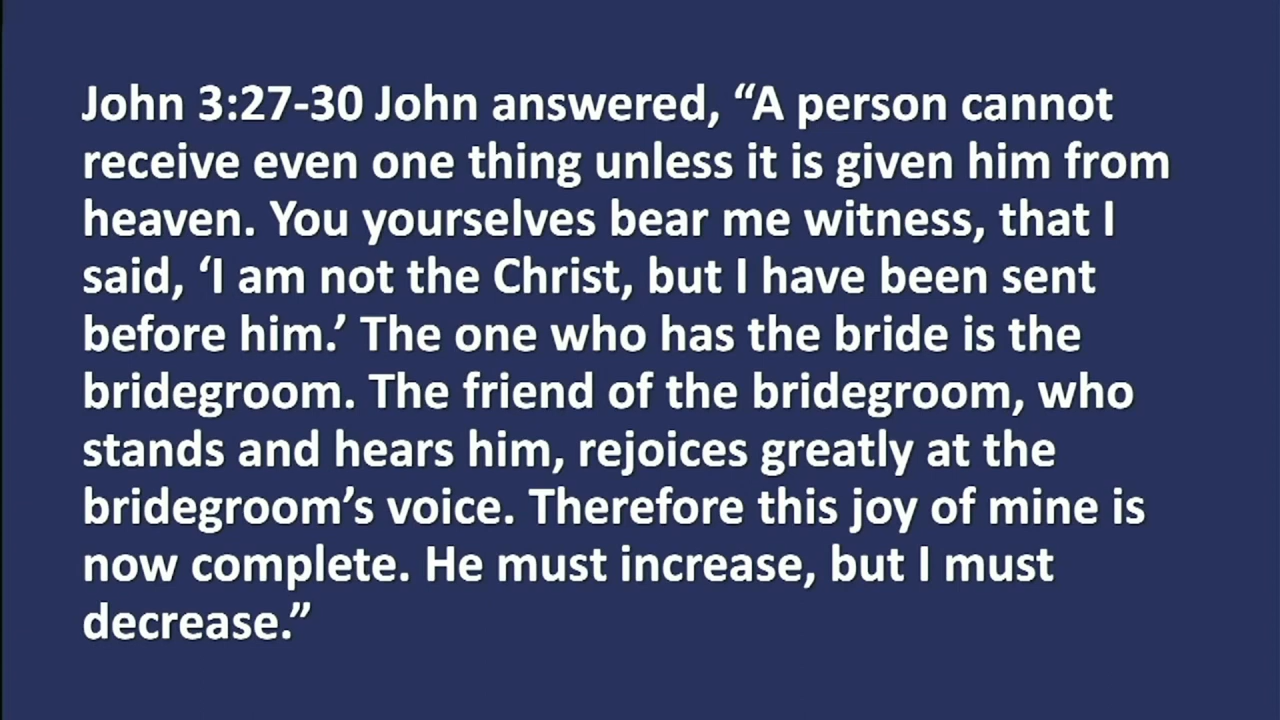 John 3:27-30 John answered, “A person cannot
receive even one thing unless it is given him from
heaven. You yourselves bear me witness, that I
said, ‘I am not the Christ, but I have been sent
before him.’ The one who has the bride is the
bridegroom. The friend of the bridegroom, who
stands and hears him, rejoices greatly at the
bridegroom’s voice. Therefore this joy of mine is
now complete. He must increase, but I must
decrease.”